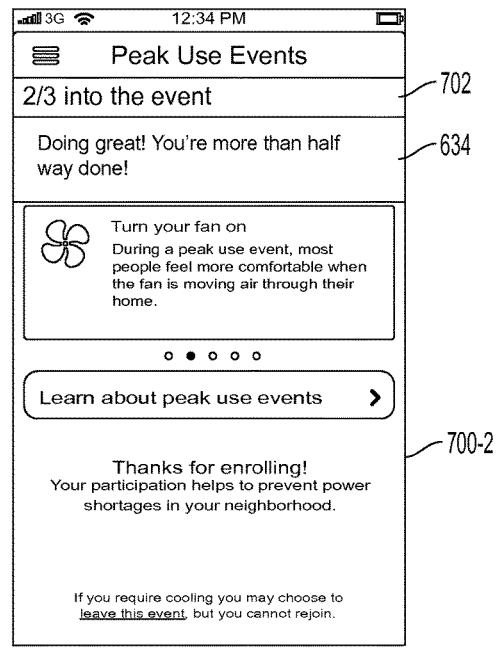 3G 12:34 PM
Peak Use Events
2/3 into the event
702
Doing great! You're more than half
way done!
634
Turn your fan on
During a peak use event, most
people feel more comfortable when
the fan is moving air through their
home.
Learn about peak use events
700-2
Thanks for enrolling!
Your participation helps to prevent power
shortages in your neighborhood.
If you require cooling you may choose to
leave this event, but you cannot rejoin.